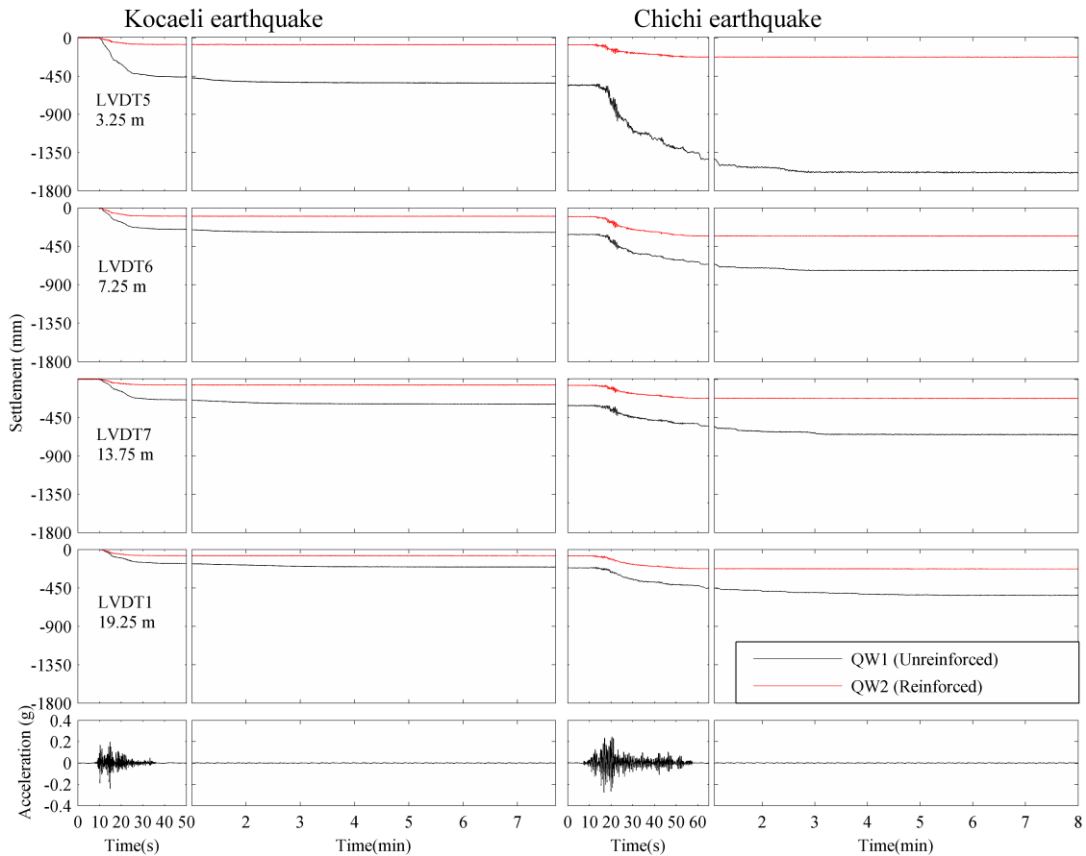 Kocaeli earthquake
Chichi earthquake
0
-450
-900
-1350
-1800
LVDT5
3.25 m
0
-450
-900
-1350
-1800
LVDT6
7.25 m
0
-450
-900
-1350
-1800
LVDT7
13.75 m
0
-450
-900
-1350
-1800
LVDT1
19.25 m
Settlement (mm)
QW1 (Unreinforced)
QW2 (Reinforced)
0.4
0.2
0
-0.2
-0.4
Acceleration (g)
0 10 20 30 40 50
2 3 4 5 6 7
0 10 20 30 40 50 60
2 3 4 5 6 7 8
Time(s)
Time(min)
Time(s)
Time(min)